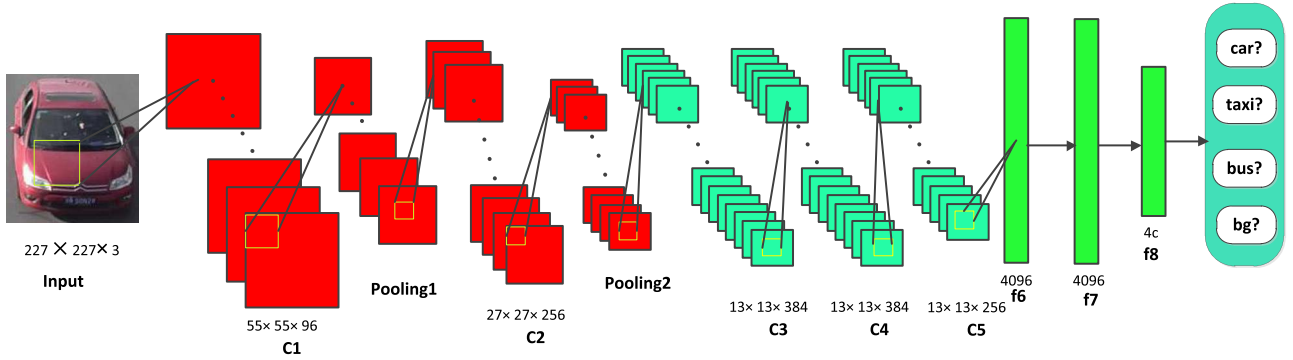 227 × 227× 3
Input
55× 55× 96
C1
Pooling1
27× 27× 256
C2
Pooling2
13× 13× 384
C3
13× 13× 384
C4
13× 13× 256
C5
4096
f6
4096
f7
4c
f8
car?
taxi?
bus?
bg?